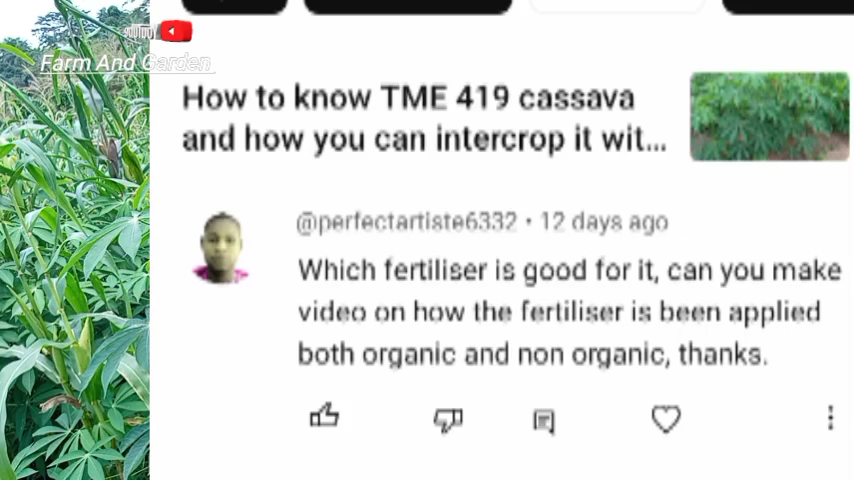 YOUTUBE
Farm And Garden
How to know TME 419 cassava
and how you can intercrop it wit...
@perfectartiste6332 • 12 days ago
Which fertiliser is good for it, can you make
video on how the fertiliser is been applied
both organic and non organic, thanks.